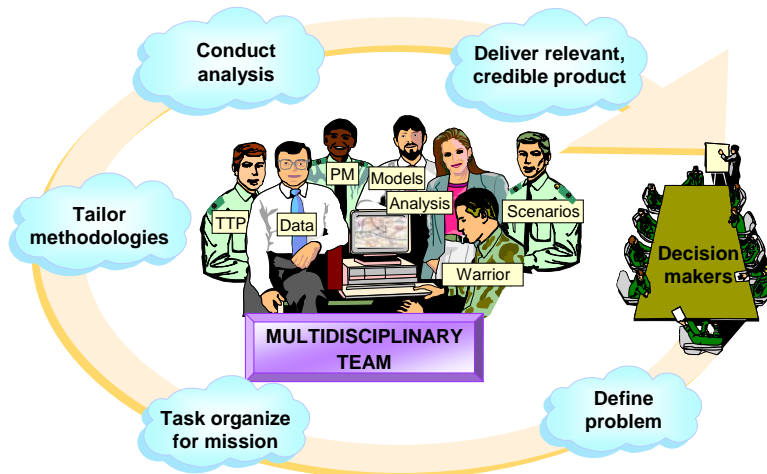 Conduct
analysis
Deliver relevant,
credible product
PM
Models
TTP
Data
Analysis
Scenarios
Warrior
Tailor
methodologies
Decision
makers
MULTIDISCIPLINARY
TEAM
Task organize
for mission
Define
problem